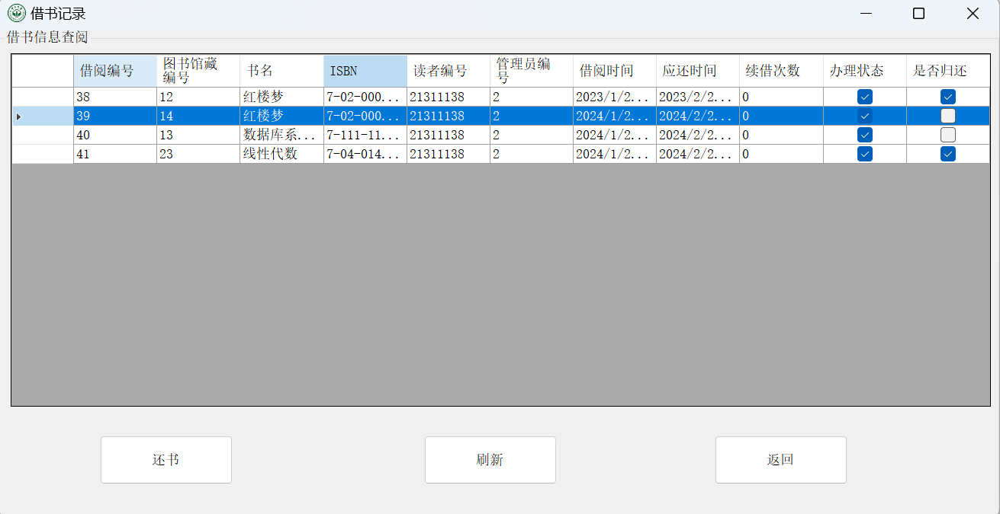 借书记录
借书信息查阅
借阅编号 图书馆藏编号 书名 ISBN 读者编号 管理员编号 借阅时间 应还时间 续借次数 办理状态 是否归还
38 12 红楼梦 7-02-000... 21311138 2 2023/1/2... 2023/2/2... 0
39 14 红楼梦 7-02-000... 21311138 2 2024/1/2... 2024/2/2... 0
40 13 数据库系... 7-111-11... 21311138 2 2024/1/2... 2024/2/2... 0
41 23 线性代数 7-04-014... 21311138 2 2024/1/2... 2024/2/2... 0
还书 刷新 返回